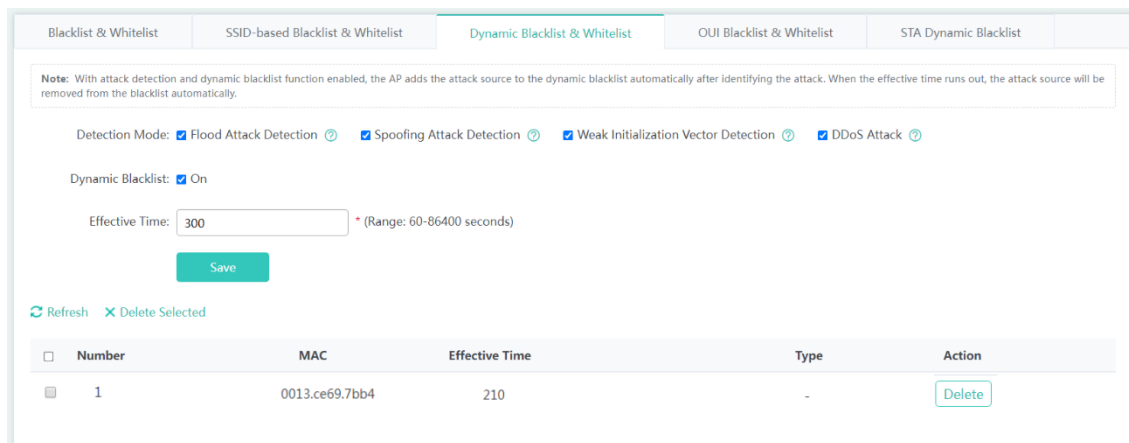 Blacklist & Whitelist SSID-based Blacklist & Whitelist Dynamic Blacklist & Whitelist OUI Blacklist & Whitelist STA Dynamic Blacklist
Note: With attack detection and dynamic blacklist function enabled, the AP adds the attack source to the dynamic blacklist automatically after identifying the attack. When the effective time runs out, the attack source will be
removed from the blacklist automatically.
Detection Mode: Flood Attack Detection ? Spoofing Attack Detection ? Weak Initialization Vector Detection ? DDoS Attack ?
Dynamic Blacklist: On
Effective Time: 300 * (Range: 60-86400 seconds)
Save
Refresh Delete Selected
Number MAC Effective Time Type Action
1 0013.ce69.7bb4 210 - Delete